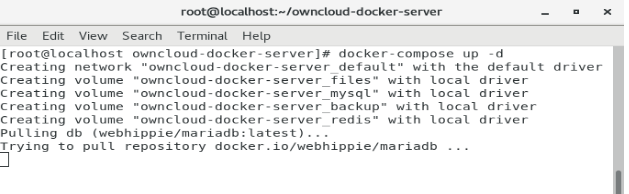 root@localhost:~/owncloud-docker-server
File Edit View Search Terminal Help
[root@localhost owncloud-docker-server]# docker-compose up -d
Creating network "owncloud-docker-server_default" with the default driver
Creating volume "owncloud-docker-server_files" with local driver
Creating volume "owncloud-docker-server_mysql" with local driver
Creating volume "owncloud-docker-server_backup" with local driver
Creating volume "owncloud-docker-server_redis" with local driver
Pulling db (webhippie/mariadb:latest)...
Trying to pull repository docker.io/webhippie/mariadb ...